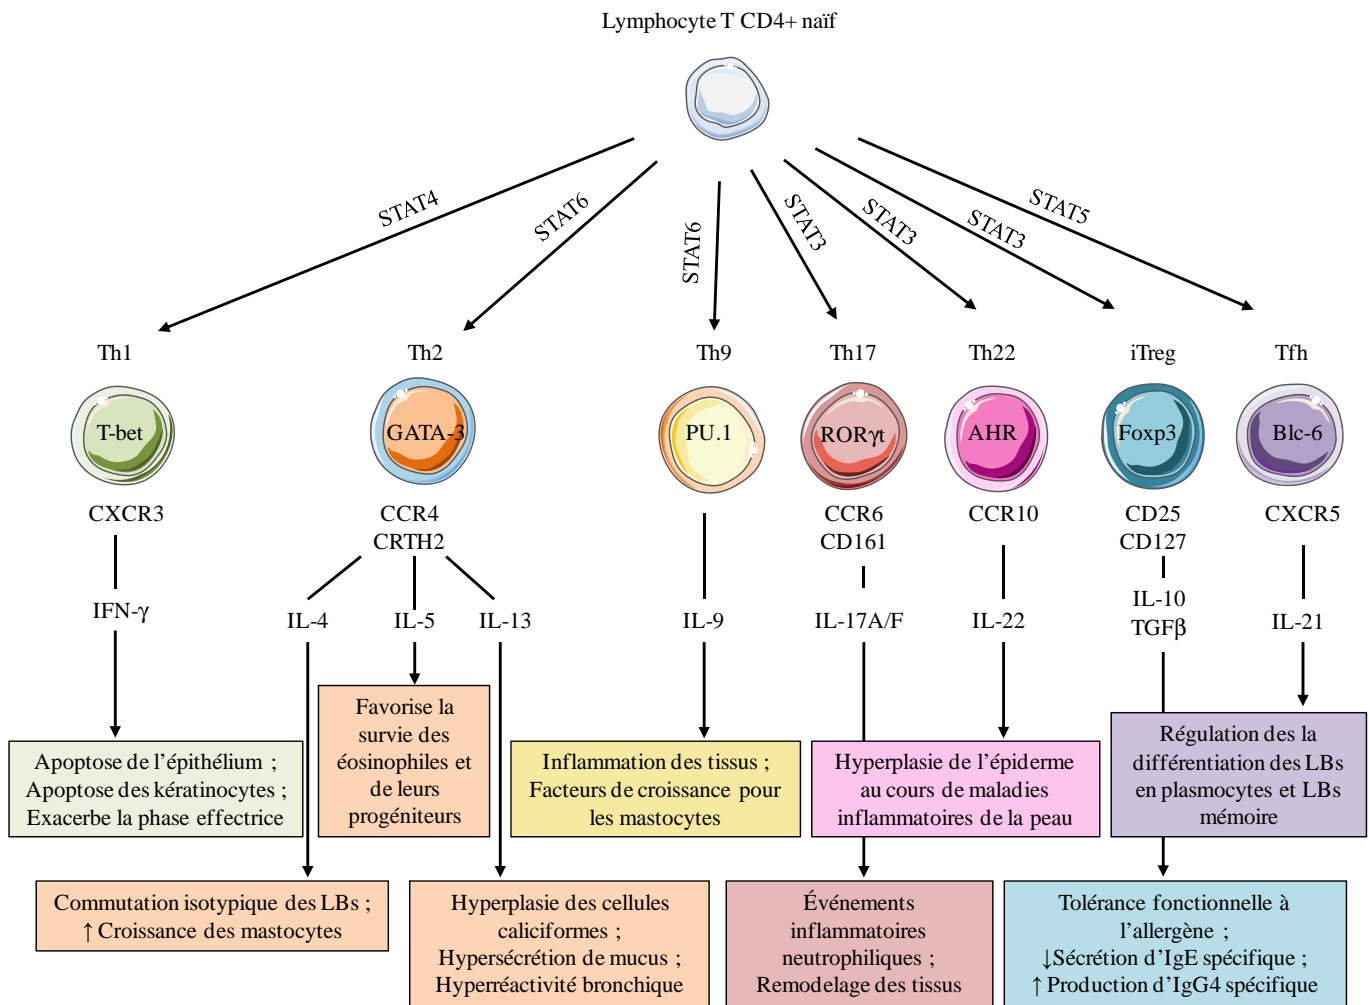 Lymphocyte T CD4+ naïf
STAT4
STAT6
STAT6
STAT3
STAT3
STAT3
STAT5
Th1
Th2
Th9
Th17
Th22
iTreg
Tfh
T-bet
GATA-3
PU.1
RORγt
AHR
Foxp3
Blc-6
CXCR3
CCR4
CRTH2
CCR6
CD161
CCR10
CD25
CD127
CXCR5
IFN-γ
IL-4
IL-5
IL-13
IL-9
IL-17A/F
IL-22
IL-10
TGFβ
IL-21
Apoptose de l’épithélium ;
Apoptose des kératinocytes ;
Exacerbe la phase effectrice
Favorise la
survie des
éosinophiles et
de leurs
progéniteurs
Inflammation des tissus ;
Facteurs de croissance pour
les mastocytes
Hyperplasie de l’épiderme
au cours de maladies
inflammatoires de la peau
Régulation des la
différentiation des LBs
en plasmocytes et LBs
mémoire
Commutation isotypique des LBs ;
↑ Croissance des mastocytes
Hyperplasie des cellules
caliciformes ;
Hypersécrétion de mucus ;
Hyperréactivité bronchique
Événements
inflammatoires
neutrophiliques ;
Remodelage des tissus
Tolérance fonctionnelle à
l’allergène ;
↓Sécrétion d’IgE spécifique ;
↑ Production d’IgG4 spécifique